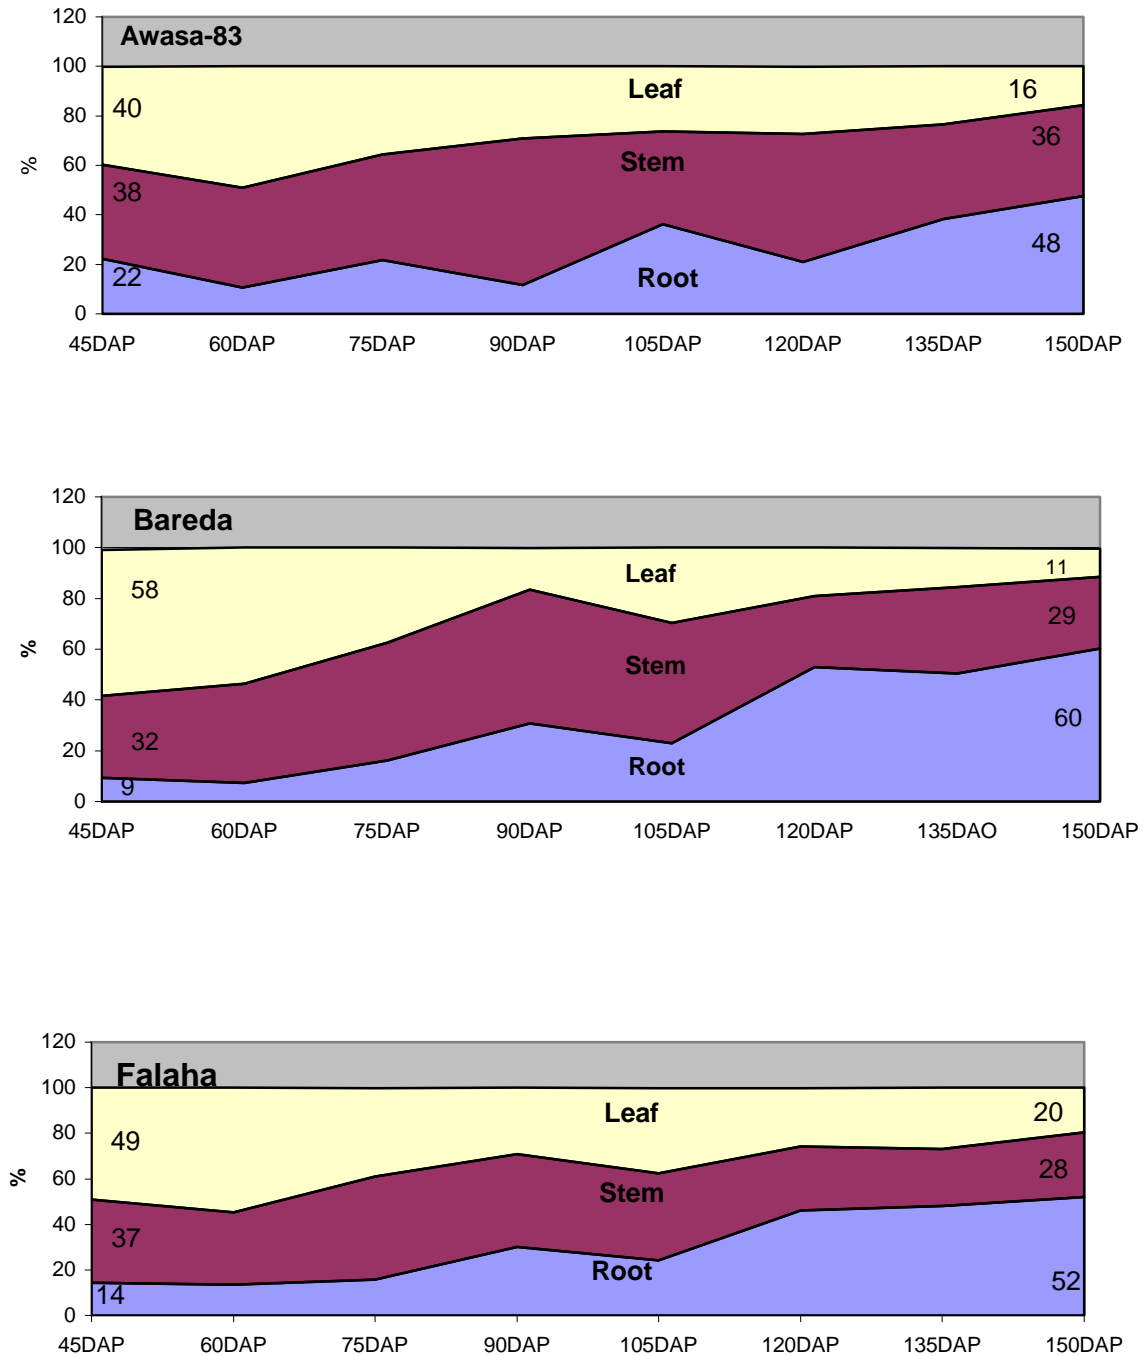 120
Awasa-83
100
Leaf
16
80
40
36
%
60
Stem
38
40
48
20
22
Root
0
45DAP 60DAP 75DAP 90DAP 105DAP 120DAP 135DAP 150DAP
120
Bareda
100
Leaf
11
80
58
29
%
60
Stem
40
32
60
20
Root
9
0
45DAP 60DAP 75DAP 90DAP 105DAP 120DAP 135DAO 150DAP
120
Falaha
100
Leaf
20
80
49
28
%
60
Stem
40
37
20
Root
52
14
0
45DAP 60DAP 75DAP 90DAP 105DAP 120DAP 135DAP 150DAP